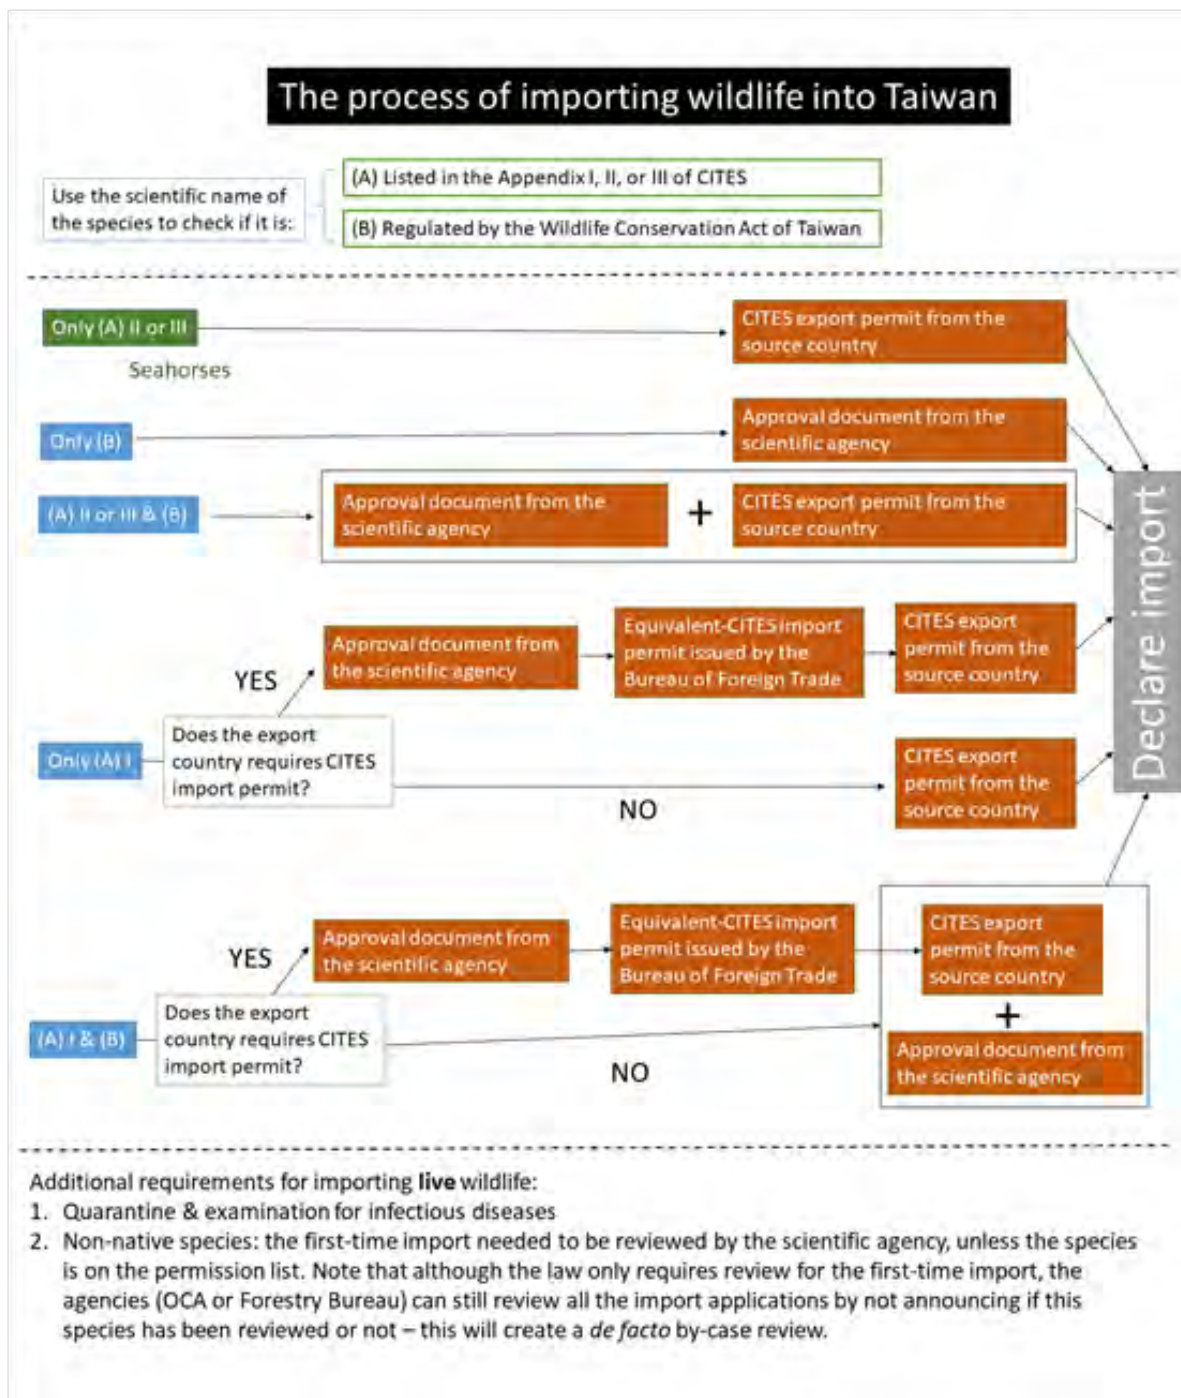 The process of importing wildlife into Taiwan
Use the scientific name of
the species to check if it is:
(A) Listed in the Appendix I, II, or III of CITES
(B) Regulated by the Wildlife Conservation Act of Taiwan
Only (A) II or III
Seahorses
CITES export permit from the
source country
Only (B)
Approval document from the
scientific agency
(A) II or III & (B)
Approval document from the
scientific agency
+
CITES export permit from the
source country
Declare import
Only (A) I
Does the export
country requires CITES
import permit?
YES
Approval document from
the scientific agency
Equivalent-CITES import
permit issued by the
Bureau of Foreign Trade
CITES export
permit from the
source country
NO
CITES export
permit from the
source country
(A) I & (B)
Does the export
country requires CITES
import permit?
YES
Approval document from
the scientific agency
Equivalent-CITES import
permit issued by the
Bureau of Foreign Trade
CITES export
permit from the
source country
+
Approval document from
the scientific agency
NO
Additional requirements for importing live wildlife:
1. Quarantine & examination for infectious diseases
2. Non-native species: the first-time import needed to be reviewed by the scientific agency, unless the species
is on the permission list. Note that although the law only requires review for the first-time import, the
agencies (OCA or Forestry Bureau) can still review all the import applications by not announcing if this
species has been reviewed or not – this will create a de facto by-case review.